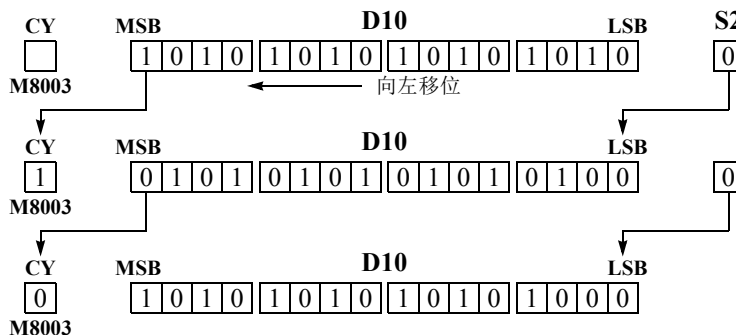 CY MSB D10 LSB S2
1 0 1 0 1 0 1 0 1 0 1 0 1 0 1 0 0
M8003 向左移位
CY MSB D10 LSB
1 0 1 0 1 0 1 0 1 0 1 0 1 0 1 0 0 0
M8003
CY MSB D10 LSB
0 1 0 1 0 1 0 1 0 1 0 1 0 1 0 0 0
M8003